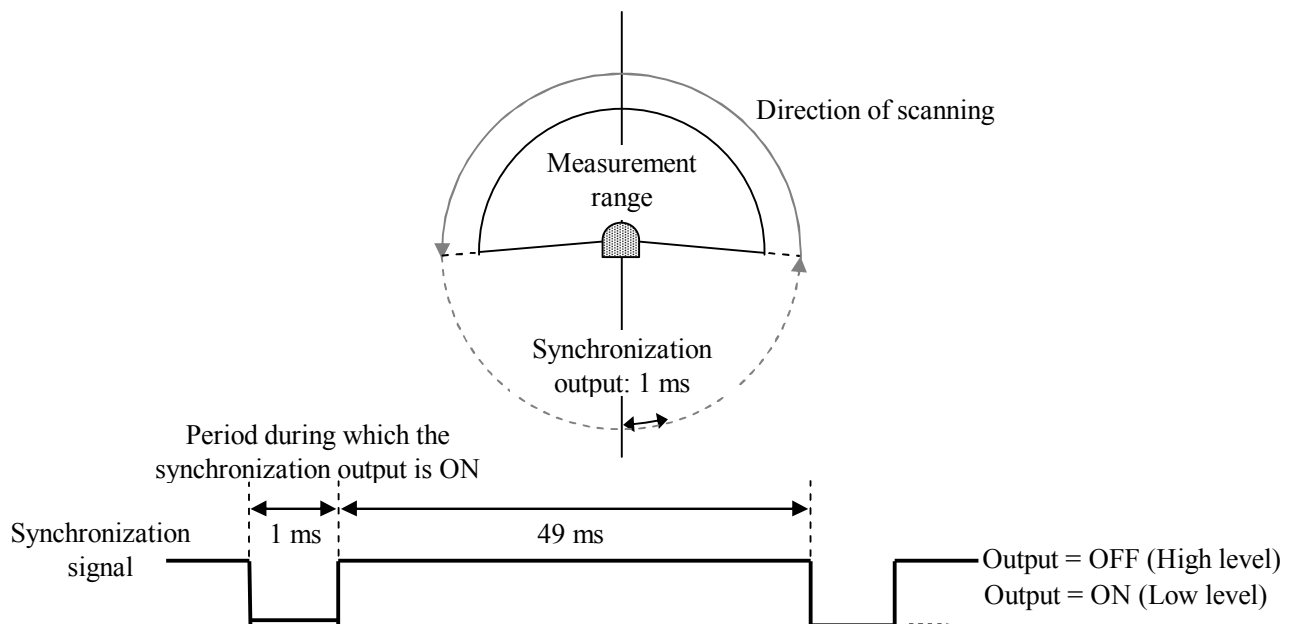 Direction of scanning
Measurement
range
Synchronization
output: 1 ms
Period during which the
synchronization output is ON
Synchronization
signal
1 ms
49 ms
Output = OFF (High level)
Output = ON (Low level)